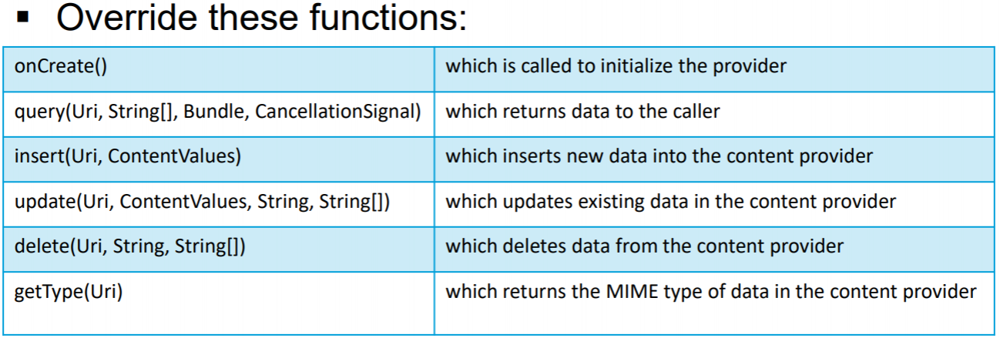 ▪ Override these functions:
onCreate() which is called to initialize the provider
query(Uri, String[], Bundle, CancellationSignal) which returns data to the caller
insert(Uri, ContentValues) which inserts new data into the content provider
update(Uri, ContentValues, String, String[]) which updates existing data in the content provider
delete(Uri, String, String[]) which deletes data from the content provider
getType(Uri) which returns the MIME type of data in the content provider